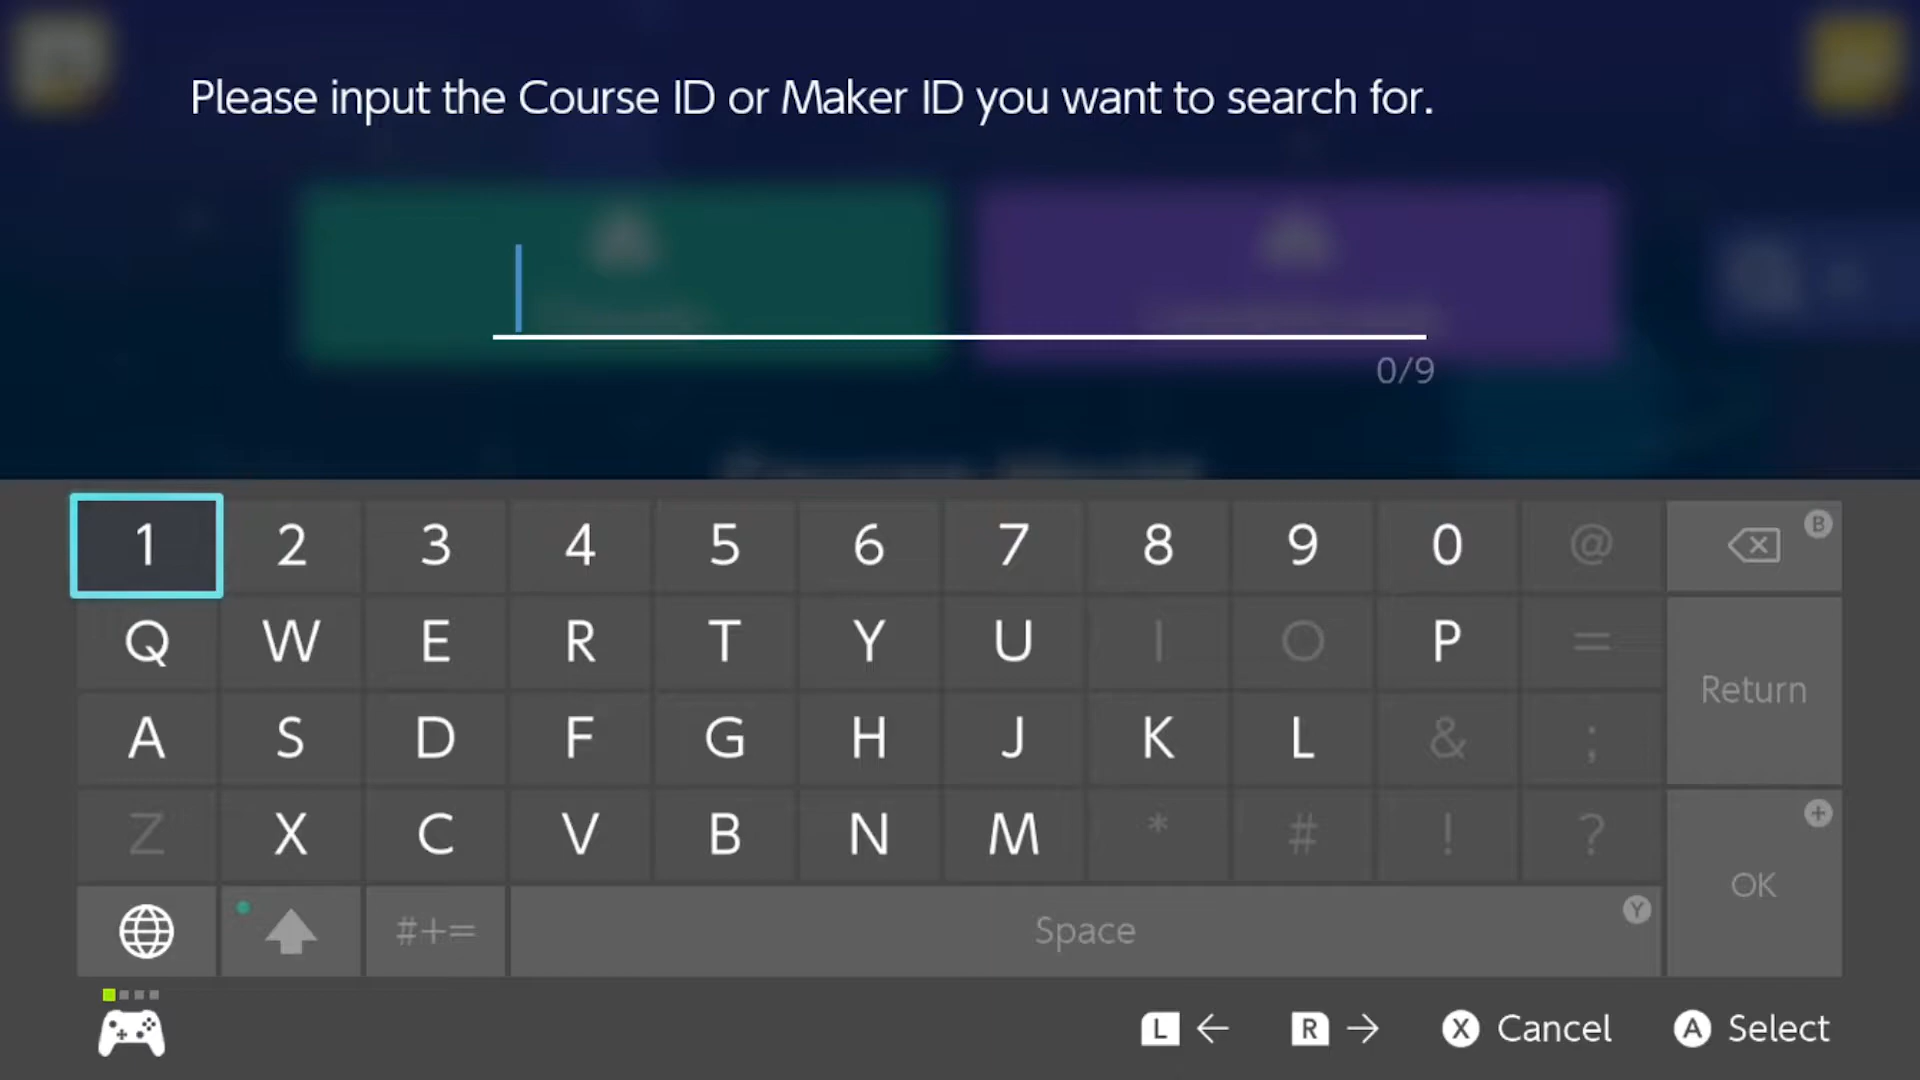 Please input the Course ID or Maker ID you want to search for.
0/9
1 2 3 4 5 6 7 8 9 0 @ B
Q W E R T Y U I O P =
Return
A S D F G H J K L & ;
Z X C V B N M * # ! ? +
OK
#+= Space Y
L ← R → X Cancel A Select